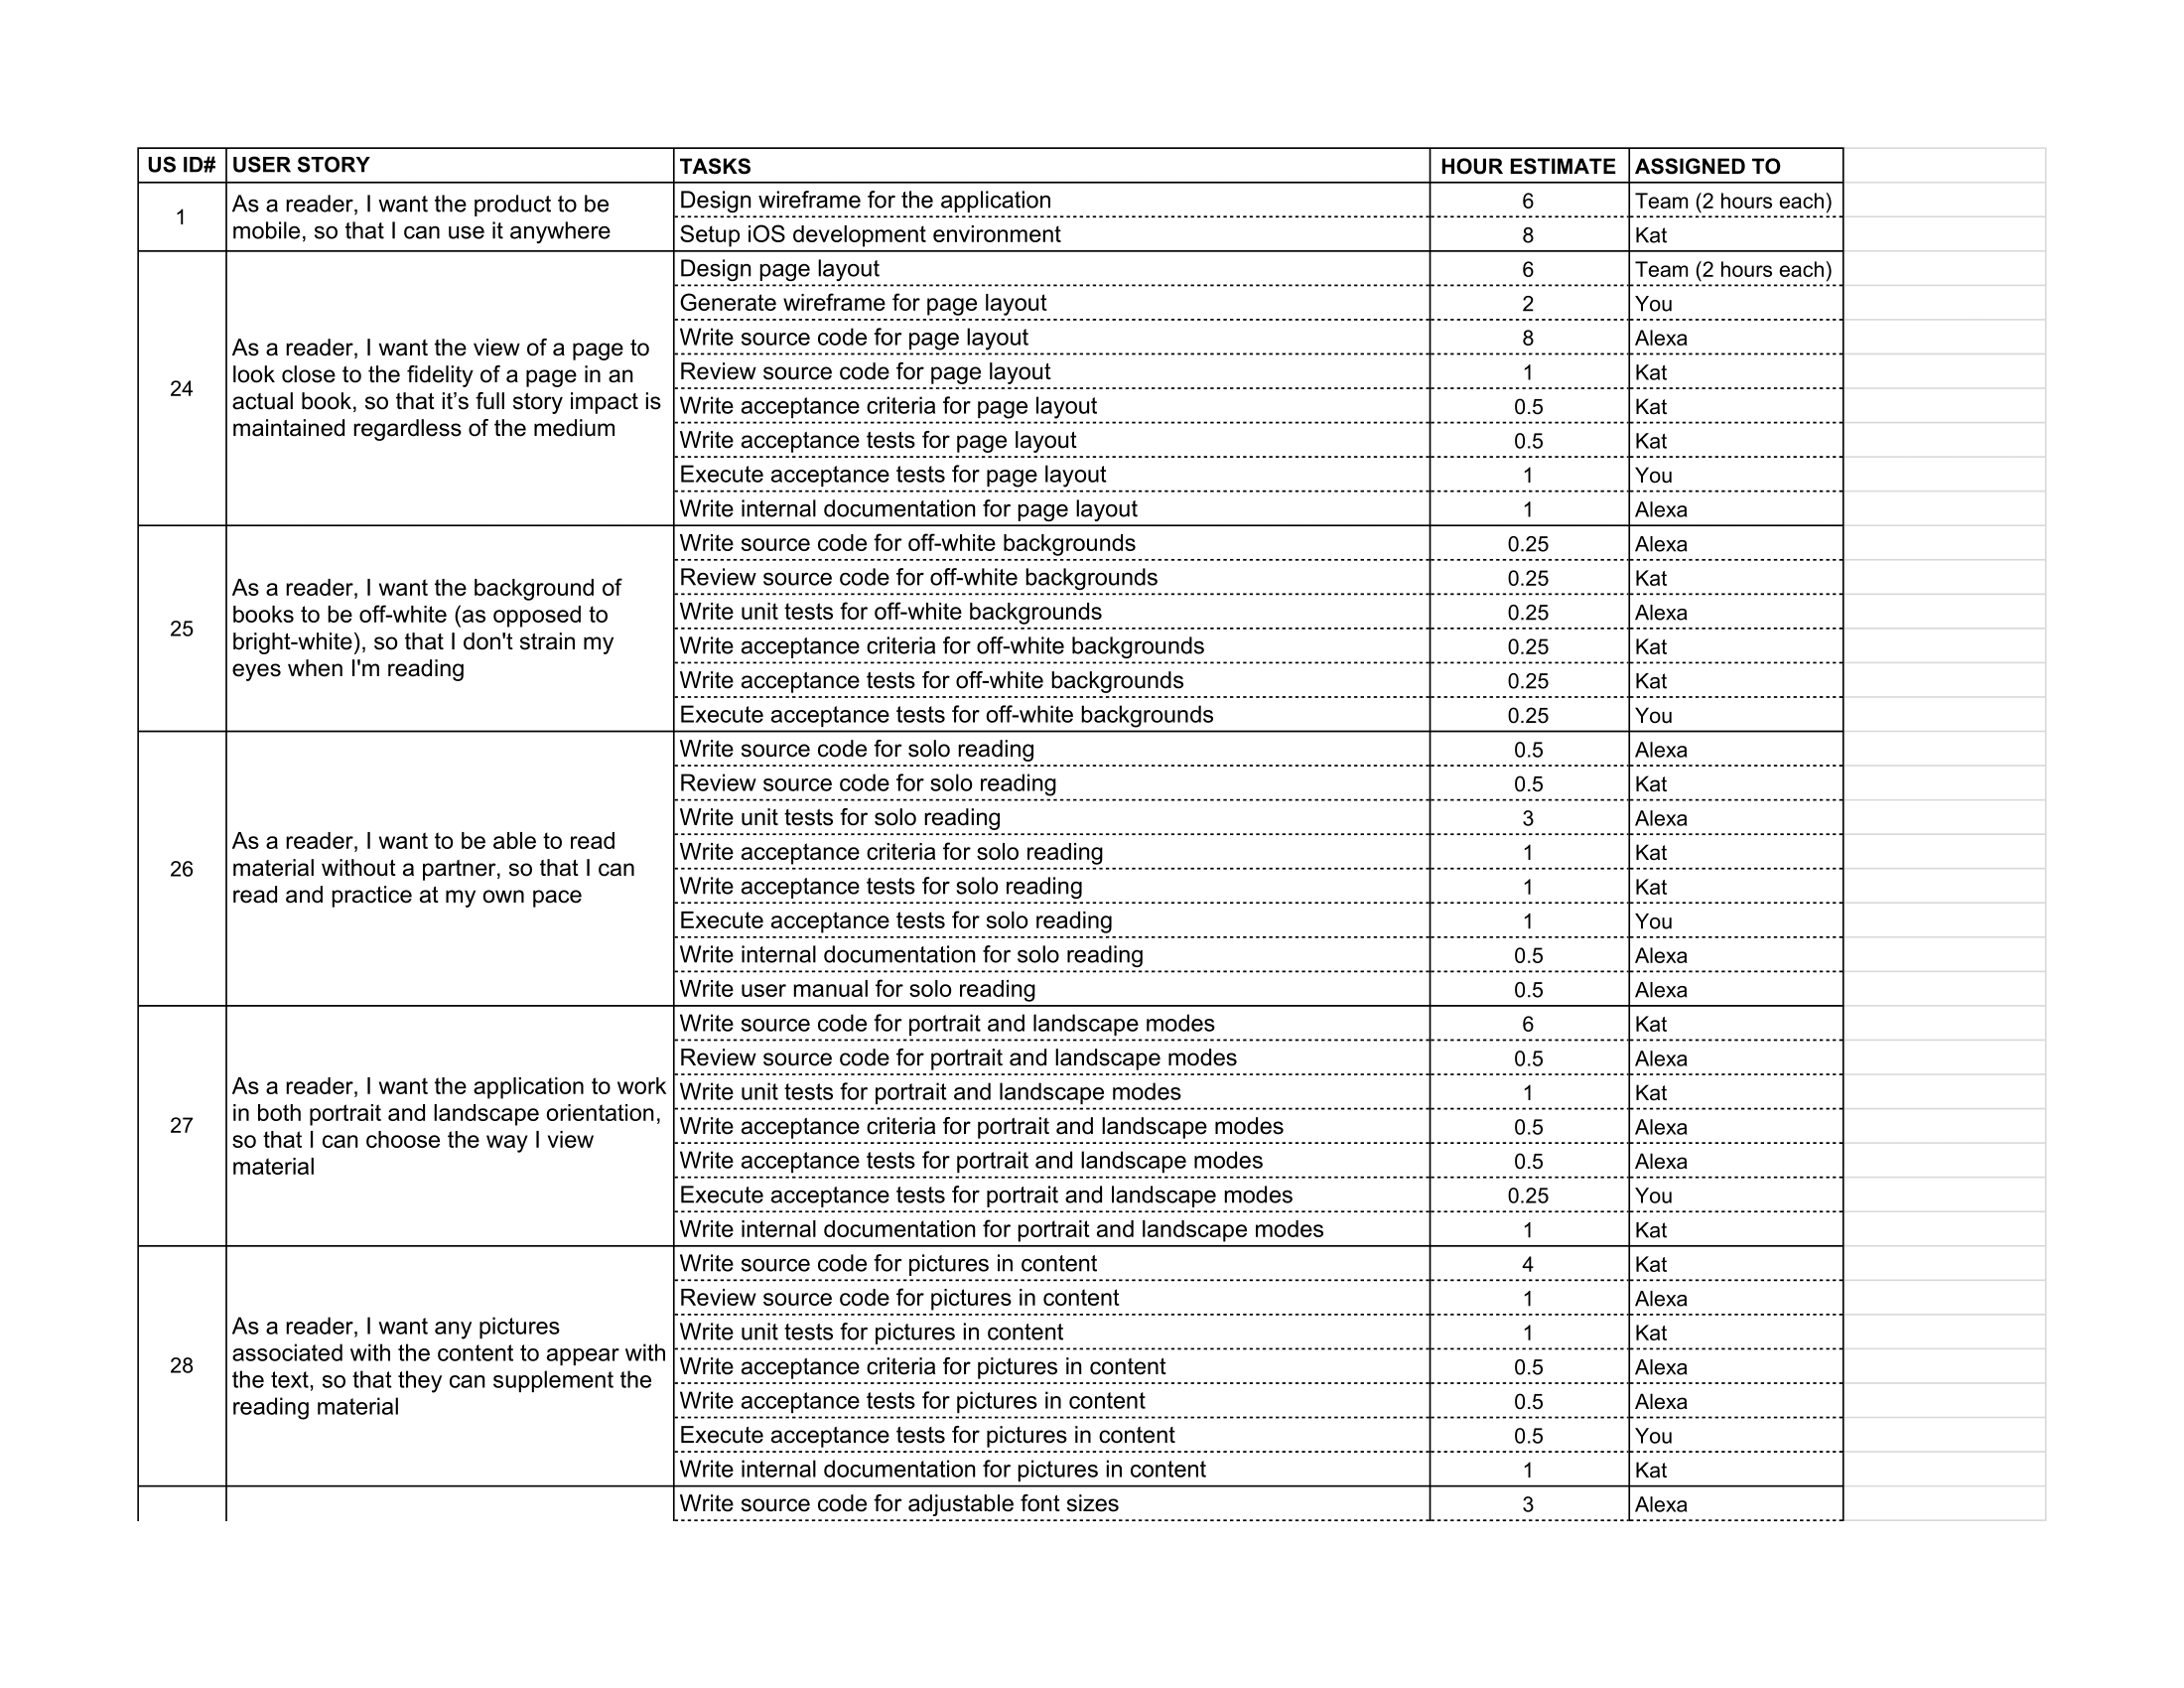 US ID# USER STORY TASKS HOUR ESTIMATE ASSIGNED TO
1
As a reader, I want the product to be
mobile, so that I can use it anywhere
Design wireframe for the application 6 Team (2 hours each)
Setup iOS development environment 8 Kat
24
As a reader, I want the view of a page to
look close to the fidelity of a page in an
actual book, so that it’s full story impact is
maintained regardless of the medium
Design page layout 6 Team (2 hours each)
Generate wireframe for page layout 2 You
Write source code for page layout 8 Alexa
Review source code for page layout 1 Kat
Write acceptance criteria for page layout 0.5 Kat
Write acceptance tests for page layout 0.5 Kat
Execute acceptance tests for page layout 1 You
Write internal documentation for page layout 1 Alexa
25
As a reader, I want the background of
books to be off-white (as opposed to
bright-white), so that I don't strain my
eyes when I'm reading
Write source code for off-white backgrounds 0.25 Alexa
Review source code for off-white backgrounds 0.25 Kat
Write unit tests for off-white backgrounds 0.25 Alexa
Write acceptance criteria for off-white backgrounds 0.25 Kat
Write acceptance tests for off-white backgrounds 0.25 Kat
Execute acceptance tests for off-white backgrounds 0.25 You
26
As a reader, I want to be able to read
material without a partner, so that I can
read and practice at my own pace
Write source code for solo reading 0.5 Alexa
Review source code for solo reading 0.5 Kat
Write unit tests for solo reading 3 Alexa
Write acceptance criteria for solo reading 1 Kat
Write acceptance tests for solo reading 1 Kat
Execute acceptance tests for solo reading 1 You
Write internal documentation for solo reading 0.5 Alexa
Write user manual for solo reading 0.5 Alexa
27
As a reader, I want the application to work
in both portrait and landscape orientation,
so that I can choose the way I view
material
Write source code for portrait and landscape modes 6 Kat
Review source code for portrait and landscape modes 0.5 Alexa
Write unit tests for portrait and landscape modes 1 Kat
Write acceptance criteria for portrait and landscape modes 0.5 Alexa
Write acceptance tests for portrait and landscape modes 0.5 Alexa
Execute acceptance tests for portrait and landscape modes 0.25 You
Write internal documentation for portrait and landscape modes 1 Kat
28
As a reader, I want any pictures
associated with the content to appear with
the text, so that they can supplement the
reading material
Write source code for pictures in content 4 Kat
Review source code for pictures in content 1 Alexa
Write unit tests for pictures in content 1 Kat
Write acceptance criteria for pictures in content 0.5 Alexa
Write acceptance tests for pictures in content 0.5 Alexa
Execute acceptance tests for pictures in content 0.5 You
Write internal documentation for pictures in content 1 Kat
Write source code for adjustable font sizes 3 Alexa